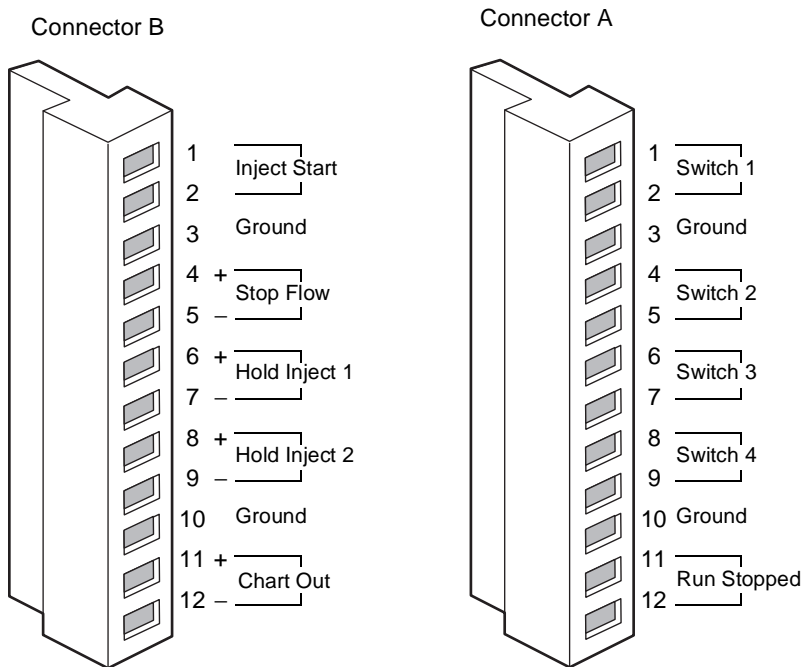 Connector B
1
Inject Start
2
3 Ground
4 +
Stop Flow
5 –
6 +
Hold Inject 1
7 –
8 +
Hold Inject 2
9 –
10 Ground
11 +
Chart Out
12 –
Connector A
1
Switch 1
2
3 Ground
4
Switch 2
5
6
Switch 3
7
8
Switch 4
9
10 Ground
11
Run Stopped
12